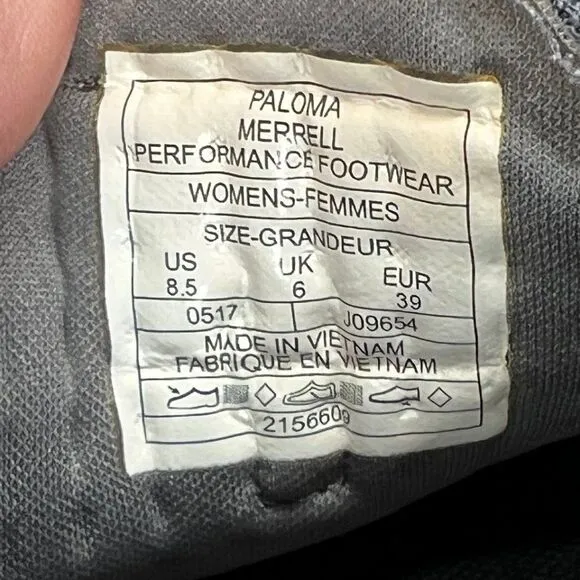 PALOMA
MERRELL
PERFORMANCE FOOTWEAR
WOMENS-FEMMES
SIZE-GRANDEUR
US UK EUR
8.5 6 39
0517 J09654
MADE IN VIETNAM
FABRIQUE EN VIETNAM
2156609